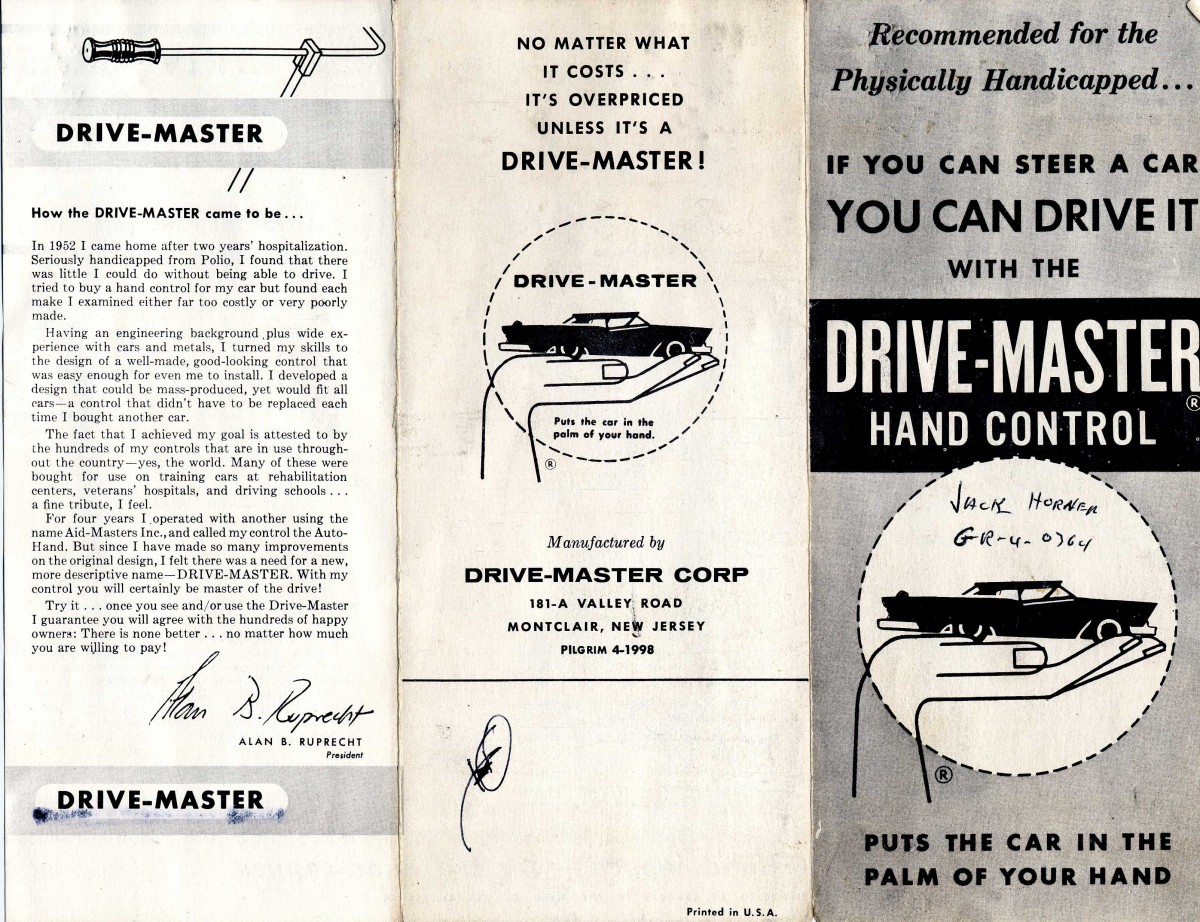 DRIVE-MASTER
How the DRIVE-MASTER came to be...
In 1952 I came home after two years' hospitalization.
Seriously handicapped from Polio, I found that there
was little I could do without being able to drive. I
tried to buy a hand control for my car but found each
make I examined either far too costly or very poorly
made.
Having an engineering background plus wide ex-
perience with cars and metals, I turned my skills to
the design of a well-made, good-looking control that
was easy enough for even me to install. I developed a
design that could be mass-produced, yet would fit all
cars—a control that didn't have to be replaced each
time I bought another car.
The fact that I achieved my goal is attested to by
the hundreds of my controls that are in use through-
out the country—yes, the world. Many of these were
bought for use on training cars at rehabilitation
centers, veterans' hospitals, and driving schools...
a fine tribute, I feel.
For four years I operated with another using the
name Aid-Masters Inc., and called my control the Auto-
Hand. But since I have made so many improvements
on the original design, I felt there was a need for a new,
more descriptive name—DRIVE-MASTER. With my
control you will certainly be master of the drive!
Try it ... once you see and/or use the Drive-Master
I guarantee you will agree with the hundreds of happy
owners: There is none better ... no matter how much
you are willing to pay!
Alan B. Ruprecht
ALAN B. RUPRECHT
President
DRIVE-MASTER
NO MATTER WHAT
IT COSTS ...
IT'S OVERPRICED
UNLESS IT'S A
DRIVE-MASTER!
DRIVE-MASTER
Puts the car in the
palm of your hand.
®
Manufactured by
DRIVE-MASTER CORP
181-A VALLEY ROAD
MONTCLAIR, NEW JERSEY
PILGRIM 4-1998
Printed in U.S.A.
Recommended for the
Physically Handicapped...
IF YOU CAN STEER A CAR
YOU CAN DRIVE IT
WITH THE
DRIVE-MASTER®
HAND CONTROL
JACK HORNER
GR-4-0764
®
PUTS THE CAR IN THE
PALM OF YOUR HAND